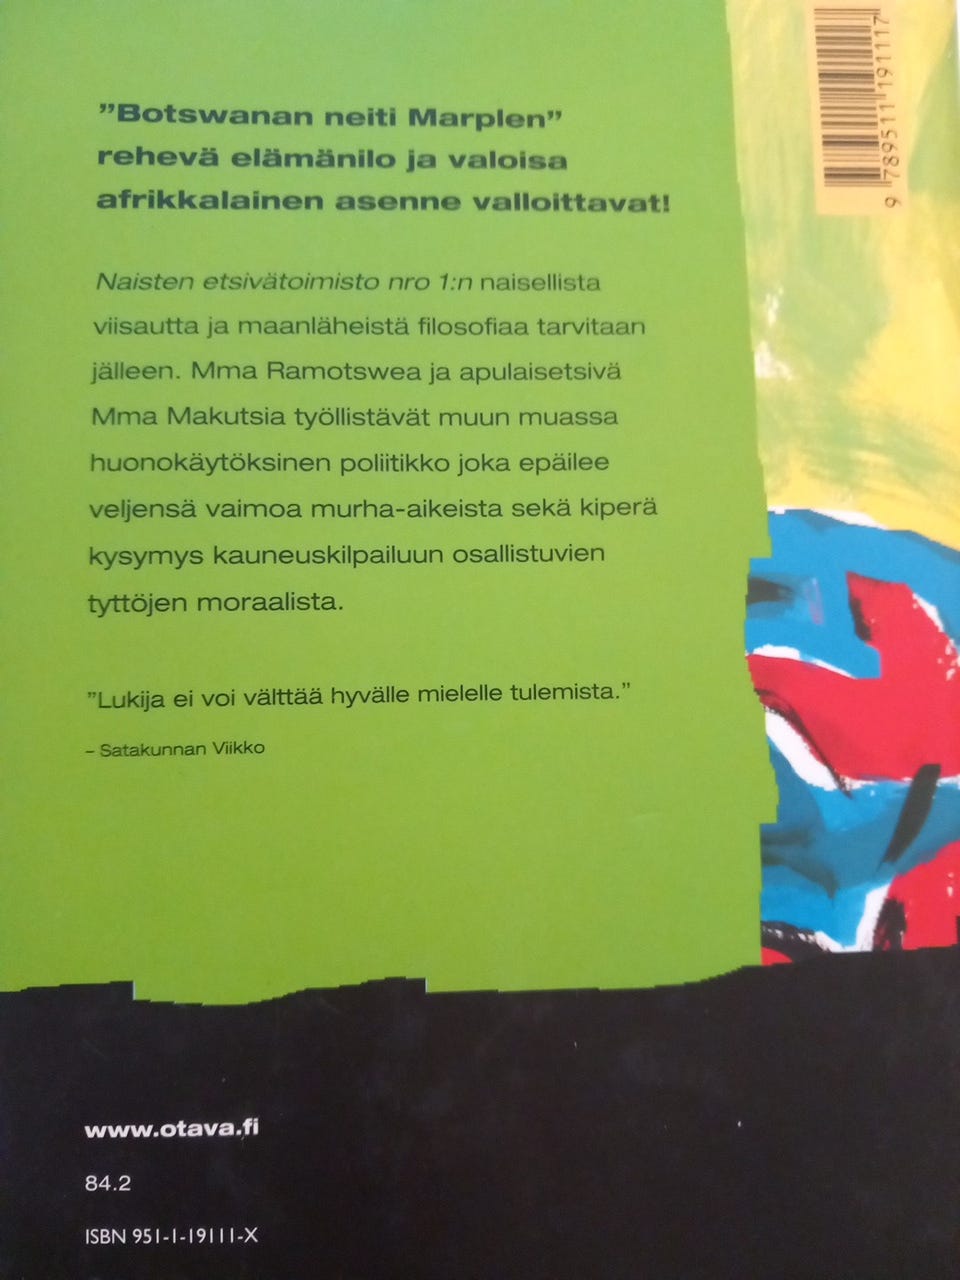 ”Botswanan neiti Marplen”
rehevä elämänilo ja valoisa
afrikkalainen asenne valloittavat!
Naisten etsivätoimisto nro 1:n naisellista
viisautta ja maanläheistä filosofiaa tarvitaan
jälleen. Mma Ramotswea ja apulaisetsivä
Mma Makutsia työllistävät muun muassa
huonokäytöksinen poliitikko joka epäilee
veljensä vaimoa murha-aikeista sekä kiperä
kysymys kauneuskilpailuun osallistuvien
tyttöjen moraalista.
”Lukija ei voi välttää hyvälle mielelle tulemista.”
– Satakunnan Viikko
www.otava.fi
84.2
ISBN 951-1-19111-X
9 789511 191117